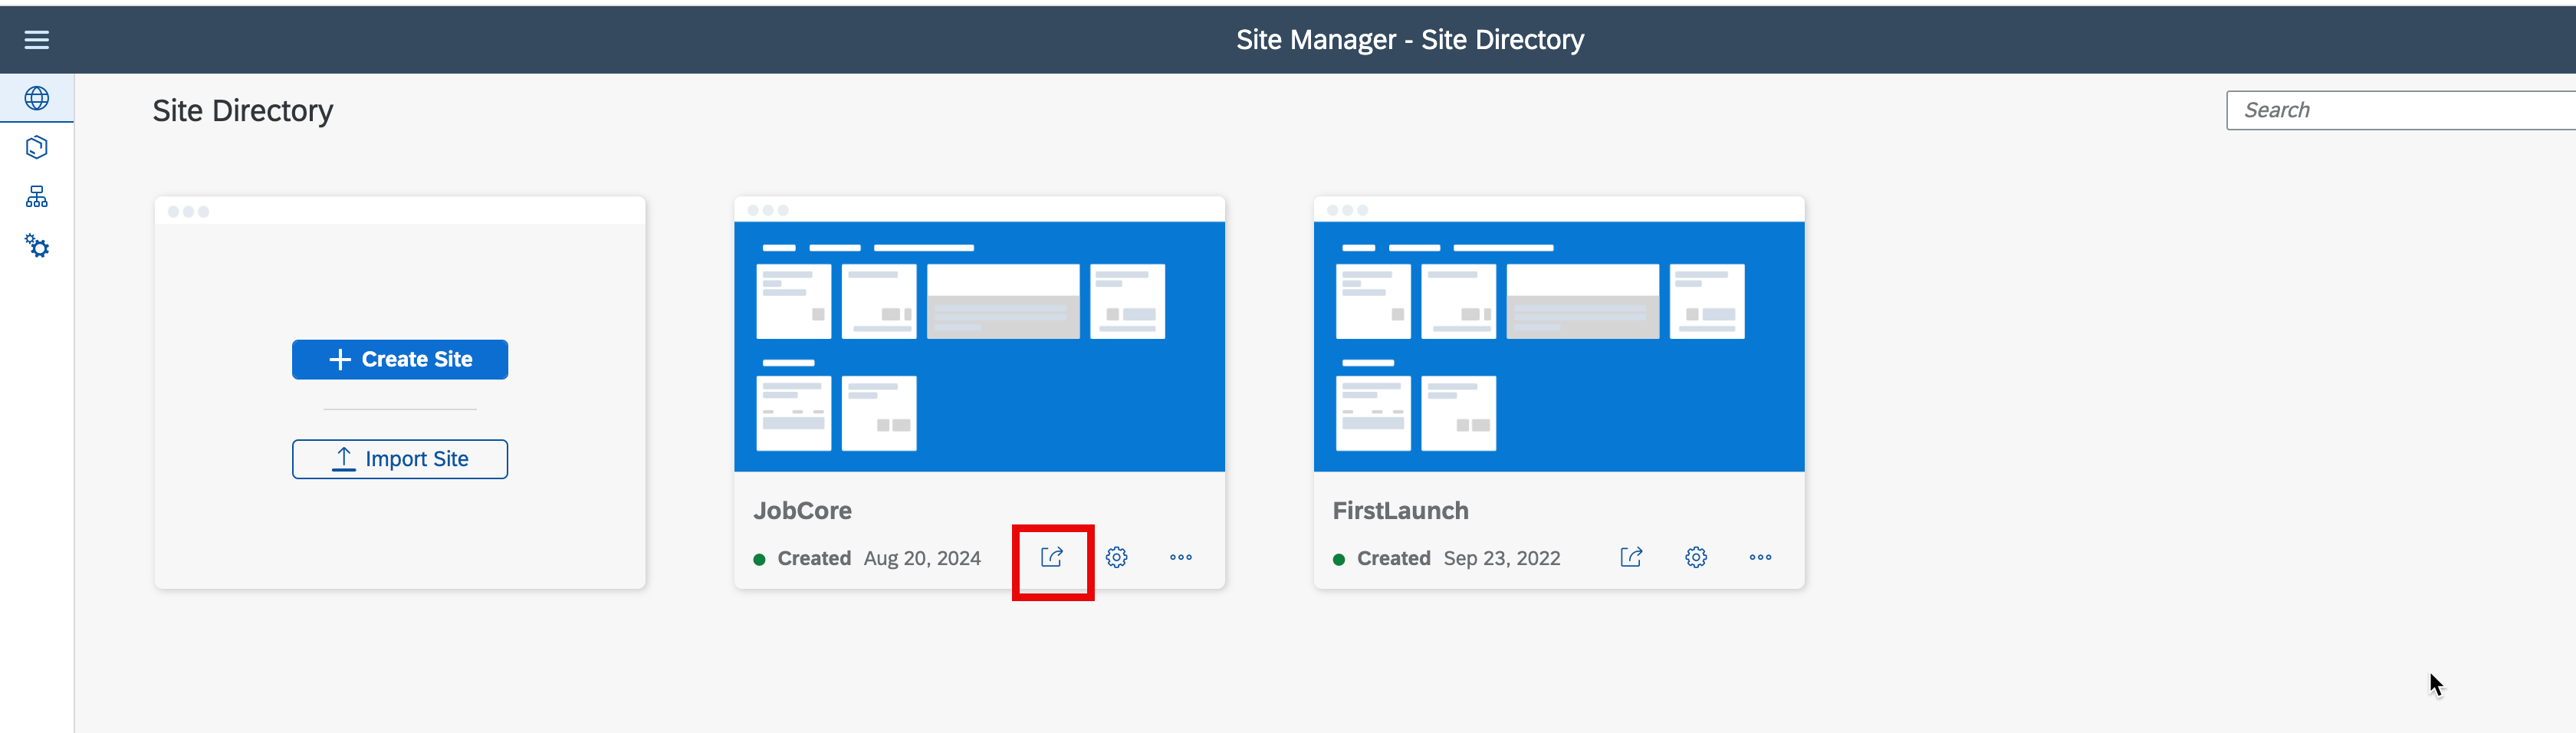 Site Manager - Site Directory
Site Directory
Search
Create Site
Import Site
JobCore
Created Aug 20, 2024
FirstLaunch
Created Sep 23, 2022